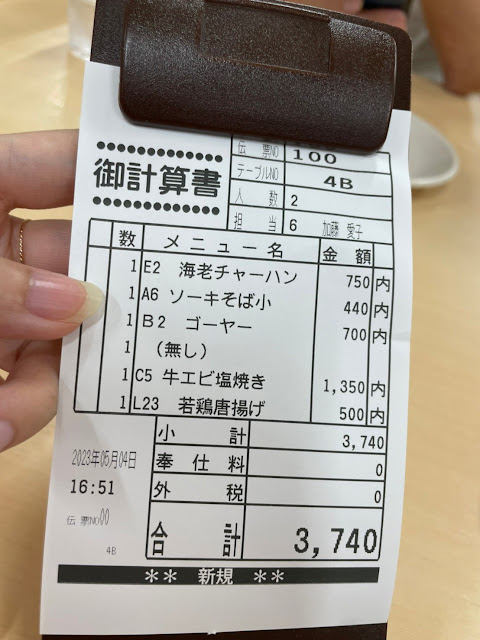 御計算書
伝票NO 100
テーブルNO 4B
人数 2
担当 6 加藤 愛子
数 メニュー名 金額
1 E2 海老チャーハン 750 内
1 A6 ソーキそば小 440 内
1 B2 ゴーヤー 700 内
1 (無し)
1 C5 牛エビ塩焼き 1,350 内
1 L23 若鶏唐揚げ 500 内
小計 3,740
奉仕料 0
外税 0
合計 3,740
2023年05月04日
16:51
伝票NO00
4B
** 新規 **